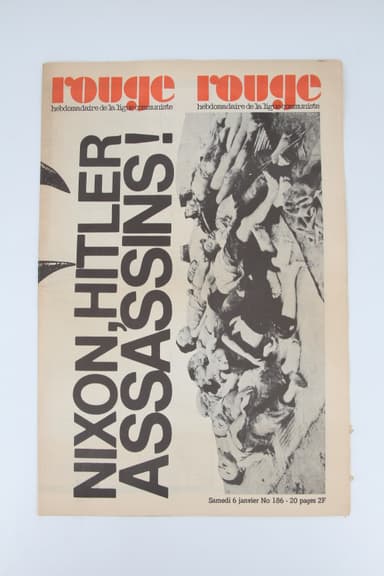 rouge
hebdomadaire de la ligue communiste
rouge
hebdomadaire de la ligue communiste
NIXON, HITLER
ASSASSINS!
Samedi 6 janvier No 186 - 20 pages 2F